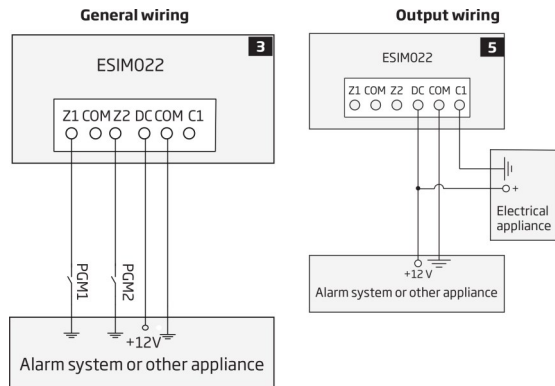 General wiring
3
ESIM022
Z1 COM Z2 DC COM C1
PGM1
PGM2
+12V
Alarm system or other appliance
Output wiring
5
ESIM022
Z1 COM Z2 DC COM C1
+
Electrical
appliance
+12 V
Alarm system or other appliance